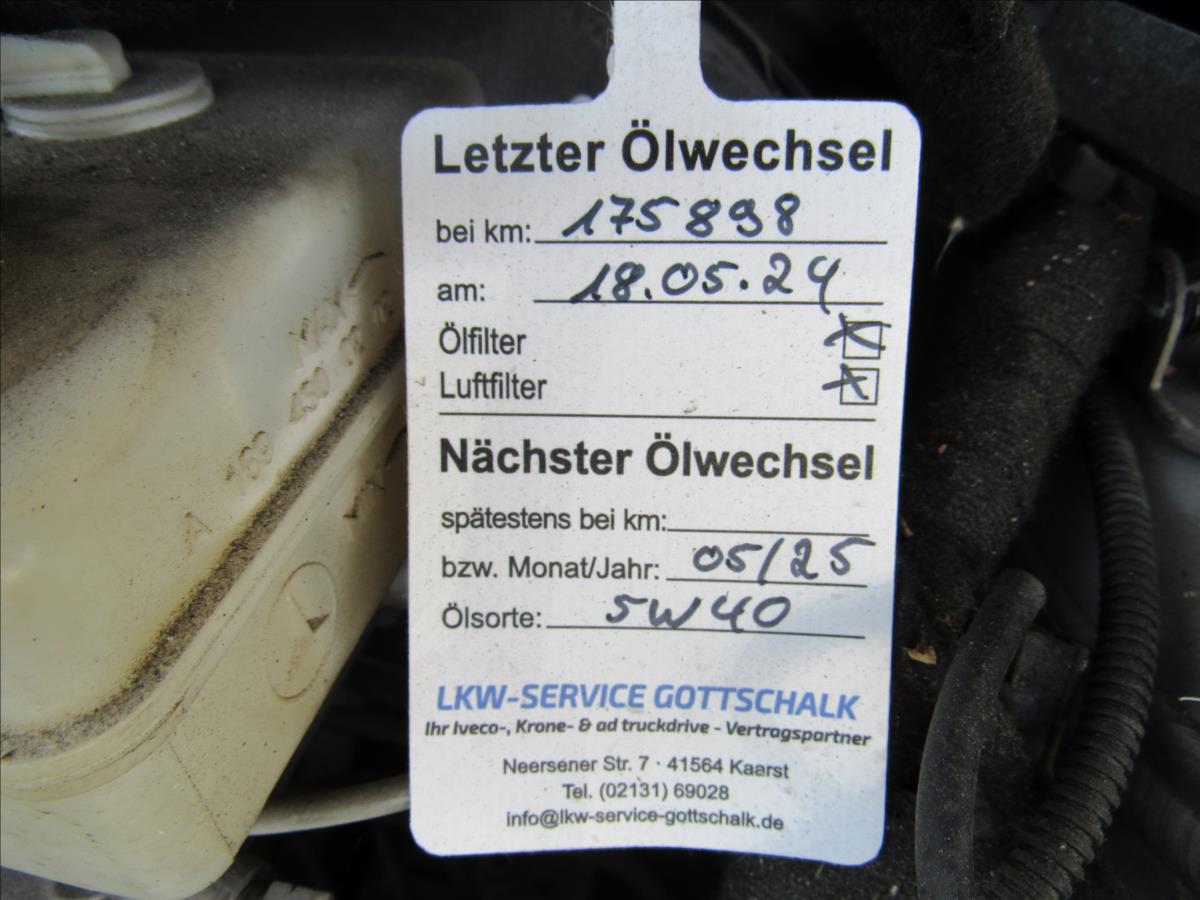 Letzter Ölwechsel
bei km: 175898
am: 18.05.24
Ölfilter X
Luftfilter X
Nächster Ölwechsel
spätestens bei km:
bzw. Monat/Jahr: 05/25
Ölsorte: 5W40
LKW-SERVICE GOTTSCHALK
Ihr Iveco-, Krone- & ad truckdrive - Vertragspartner
Neersener Str. 7 · 41564 Kaarst
Tel. (02131) 69028
info@lkw-service-gottschalk.de
A 169